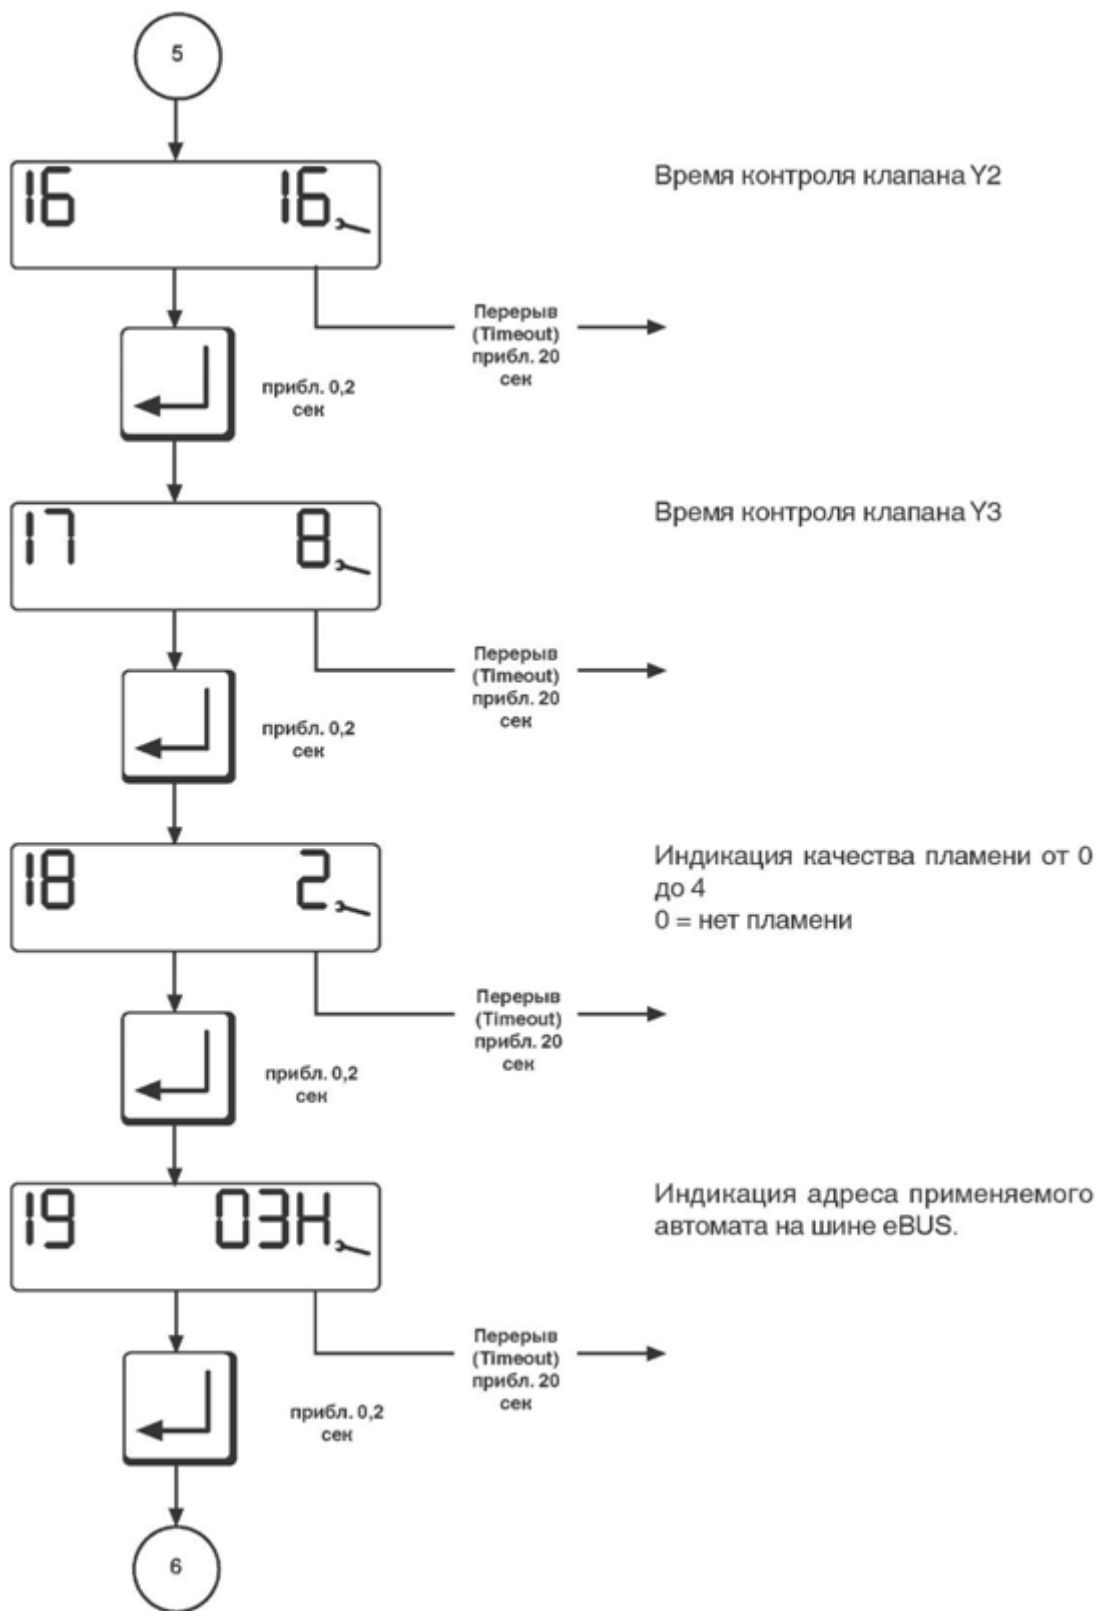 5
16 16
Время контроля клапана Y2
Перерыв
(Timeout)
прибл. 20
сек
прибл. 0,2
сек
17 8
Время контроля клапана Y3
Перерыв
(Timeout)
прибл. 20
сек
прибл. 0,2
сек
18 2
Индикация качества пламени от 0
до 4
0 = нет пламени
Перерыв
(Timeout)
прибл. 20
сек
прибл. 0,2
сек
19 03H
Индикация адреса применяемого
автомата на шине eBUS.
Перерыв
(Timeout)
прибл. 20
сек
прибл. 0,2
сек
6